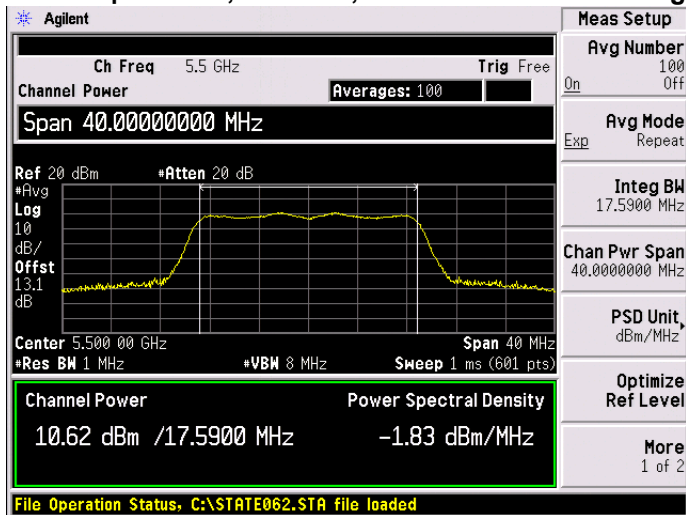 Agilent
Meas Setup
Ch Freq 5.5 GHz Trig Free
Channel Power Averages: 100
Span 40.00000000 MHz
Ref 20 dBm #Atten 20 dB
#Avg
Log
10
dB/
Offst
13.1
dB
Center 5.500 00 GHz Span 40 MHz
#Res BW 1 MHz #VBW 8 MHz Sweep 1 ms (601 pts)
Channel Power Power Spectral Density
10.62 dBm /17.5900 MHz -1.83 dBm/MHz
File Operation Status, C:\STATE062.STA file loaded
Avg Number
100
On Off
Avg Mode
Exp Repeat
Integ BW
17.5900 MHz
Chan Pwr Span
40.0000000 MHz
PSD Unit
dBm/MHz
Optimize
Ref Level
More
1 of 2